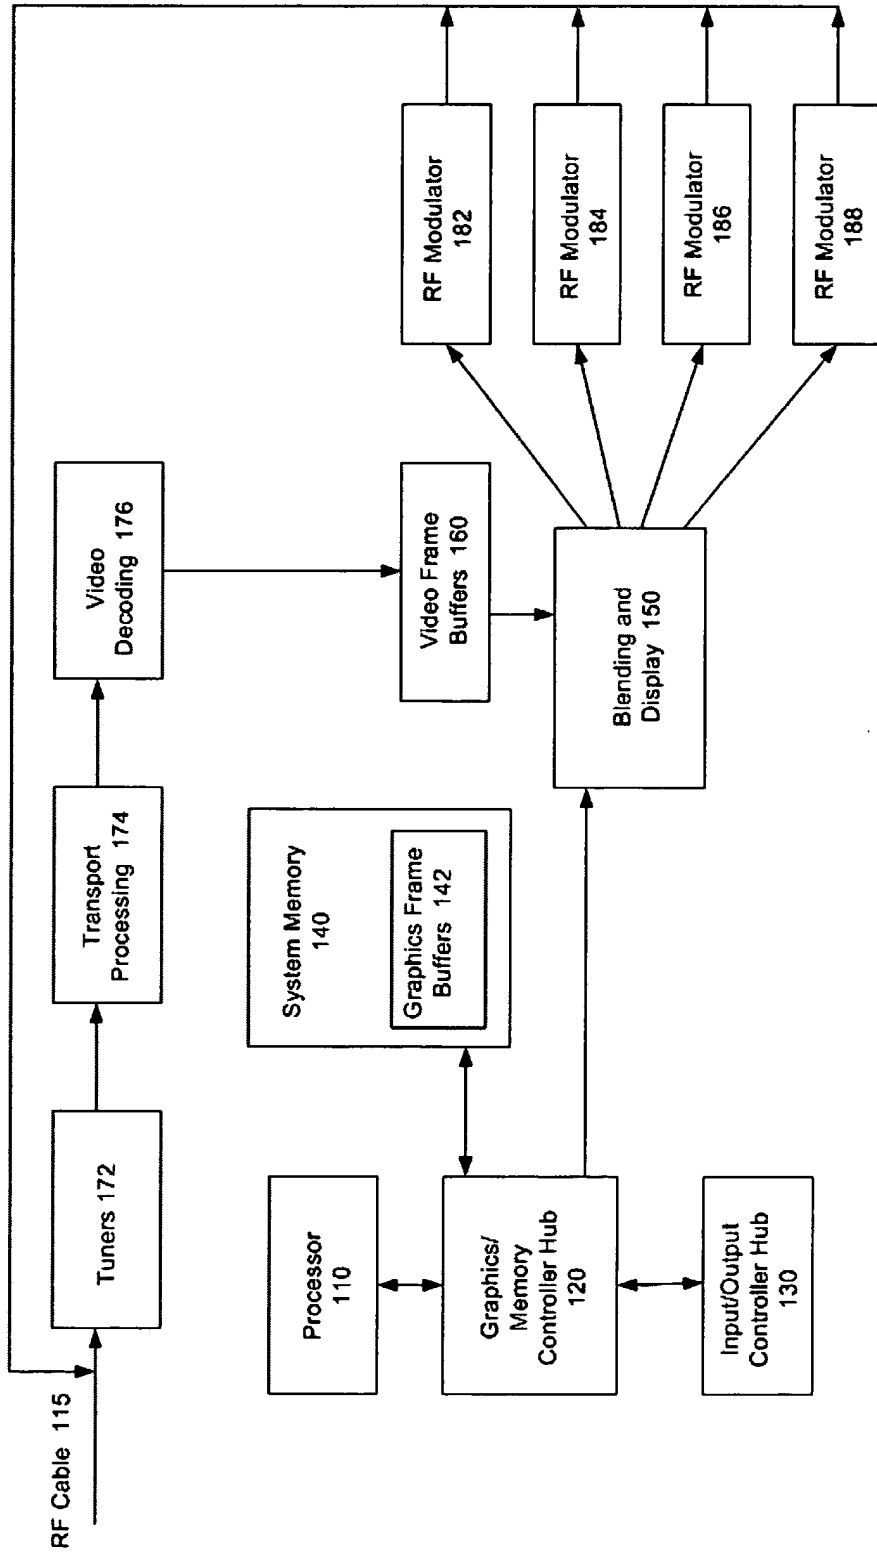 RF Cable 115
Tuners 172
Transport
Processing 174
Video
Decoding 176
Processor
110
System Memory
140
Graphics Frame
Buffers 142
Video Frame
Buffers 160
RF Modulator
182
RF Modulator
184
RF Modulator
186
RF Modulator
188
Graphics/
Memory
Controller Hub
120
Blending and
Display 150
Input/Output
Controller Hub
130